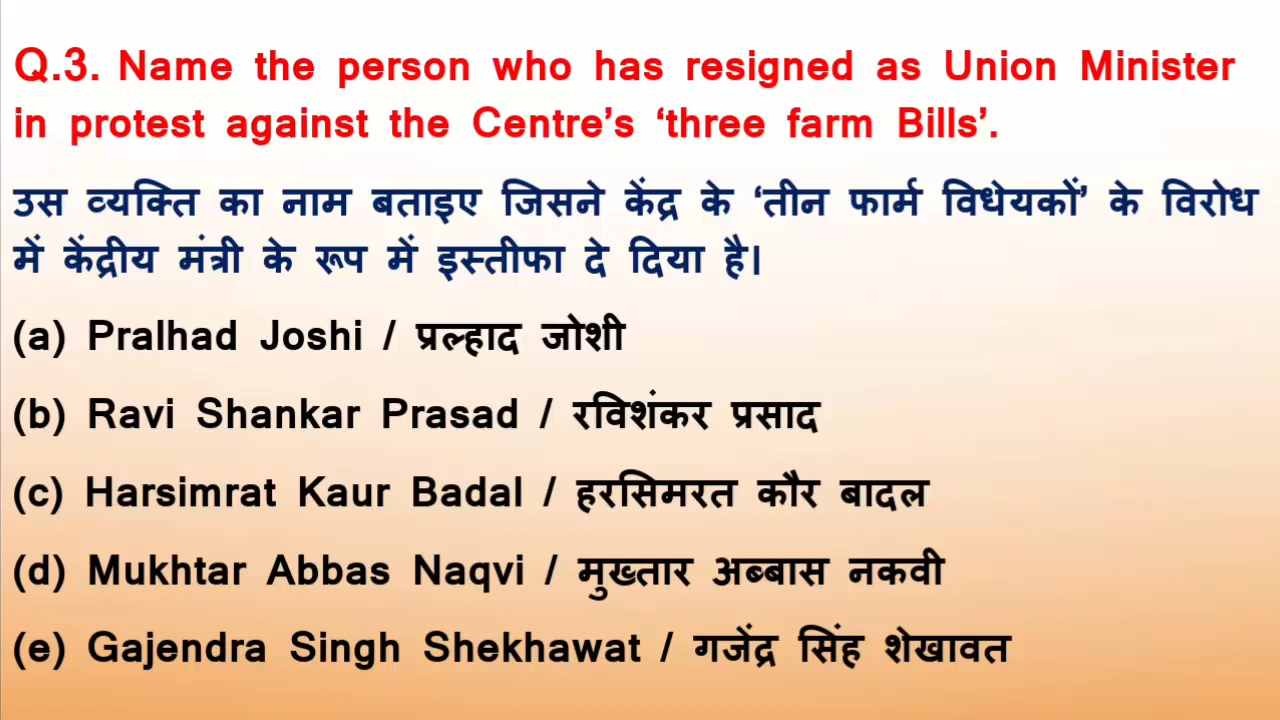 Q.3. Name the person who has resigned as Union Minister
in protest against the Centre’s ‘three farm Bills’.
उस व्यक्ति का नाम बताइए जिसने केंद्र के ‘तीन फार्म विधेयकों’ के विरोध
में केंद्रीय मंत्री के रूप में इस्तीफा दे दिया है।
(a) Pralhad Joshi / प्रल्हाद जोशी
(b) Ravi Shankar Prasad / रविशंकर प्रसाद
(c) Harsimrat Kaur Badal / हरसिमरत कौर बादल
(d) Mukhtar Abbas Naqvi / मुख्तार अब्बास नकवी
(e) Gajendra Singh Shekhawat / गजेंद्र सिंह शेखावत